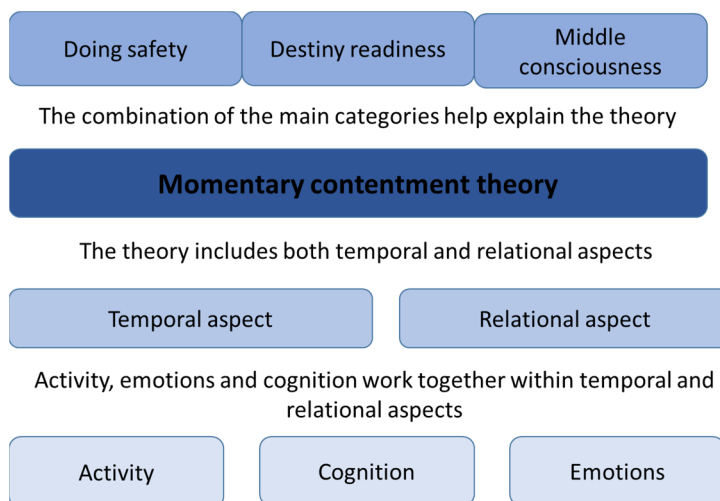 Doing safety
Destiny readiness
Middle
consciousness
The combination of the main categories help explain the theory
Momentary contentment theory
The theory includes both temporal and relational aspects
Temporal aspect
Relational aspect
Activity, emotions and cognition work together within temporal and
relational aspects
Activity
Cognition
Emotions